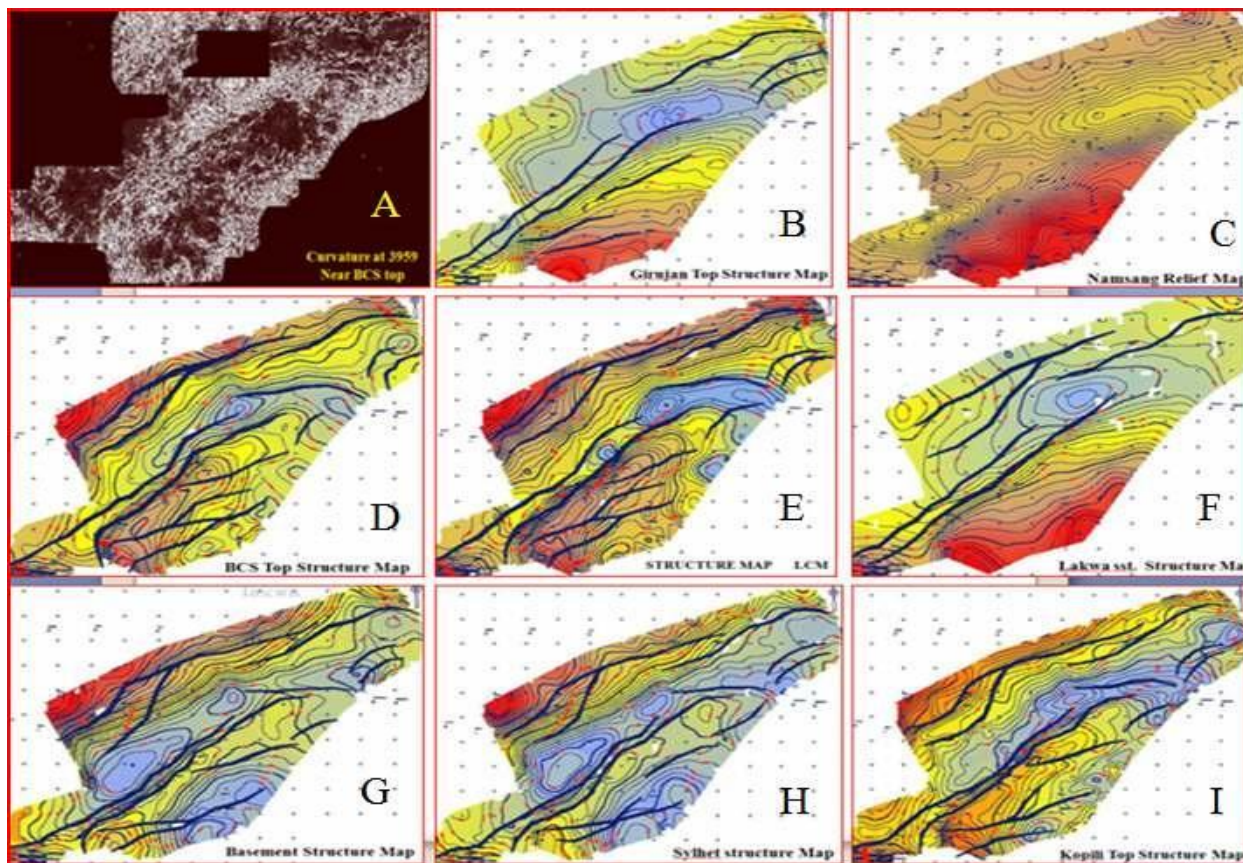 A
Curvature at 3959
Near BCS top
B
Girujan Top Structure Map
C
Namsang Relief Map
D
BCS Top Structure Map
E
STRUCTURE MAP LCM
F
Lakwa sst. Structure Ma
G
Basement Structure Map
H
Sylhet structure Map
I
Kopili Top Structure Map